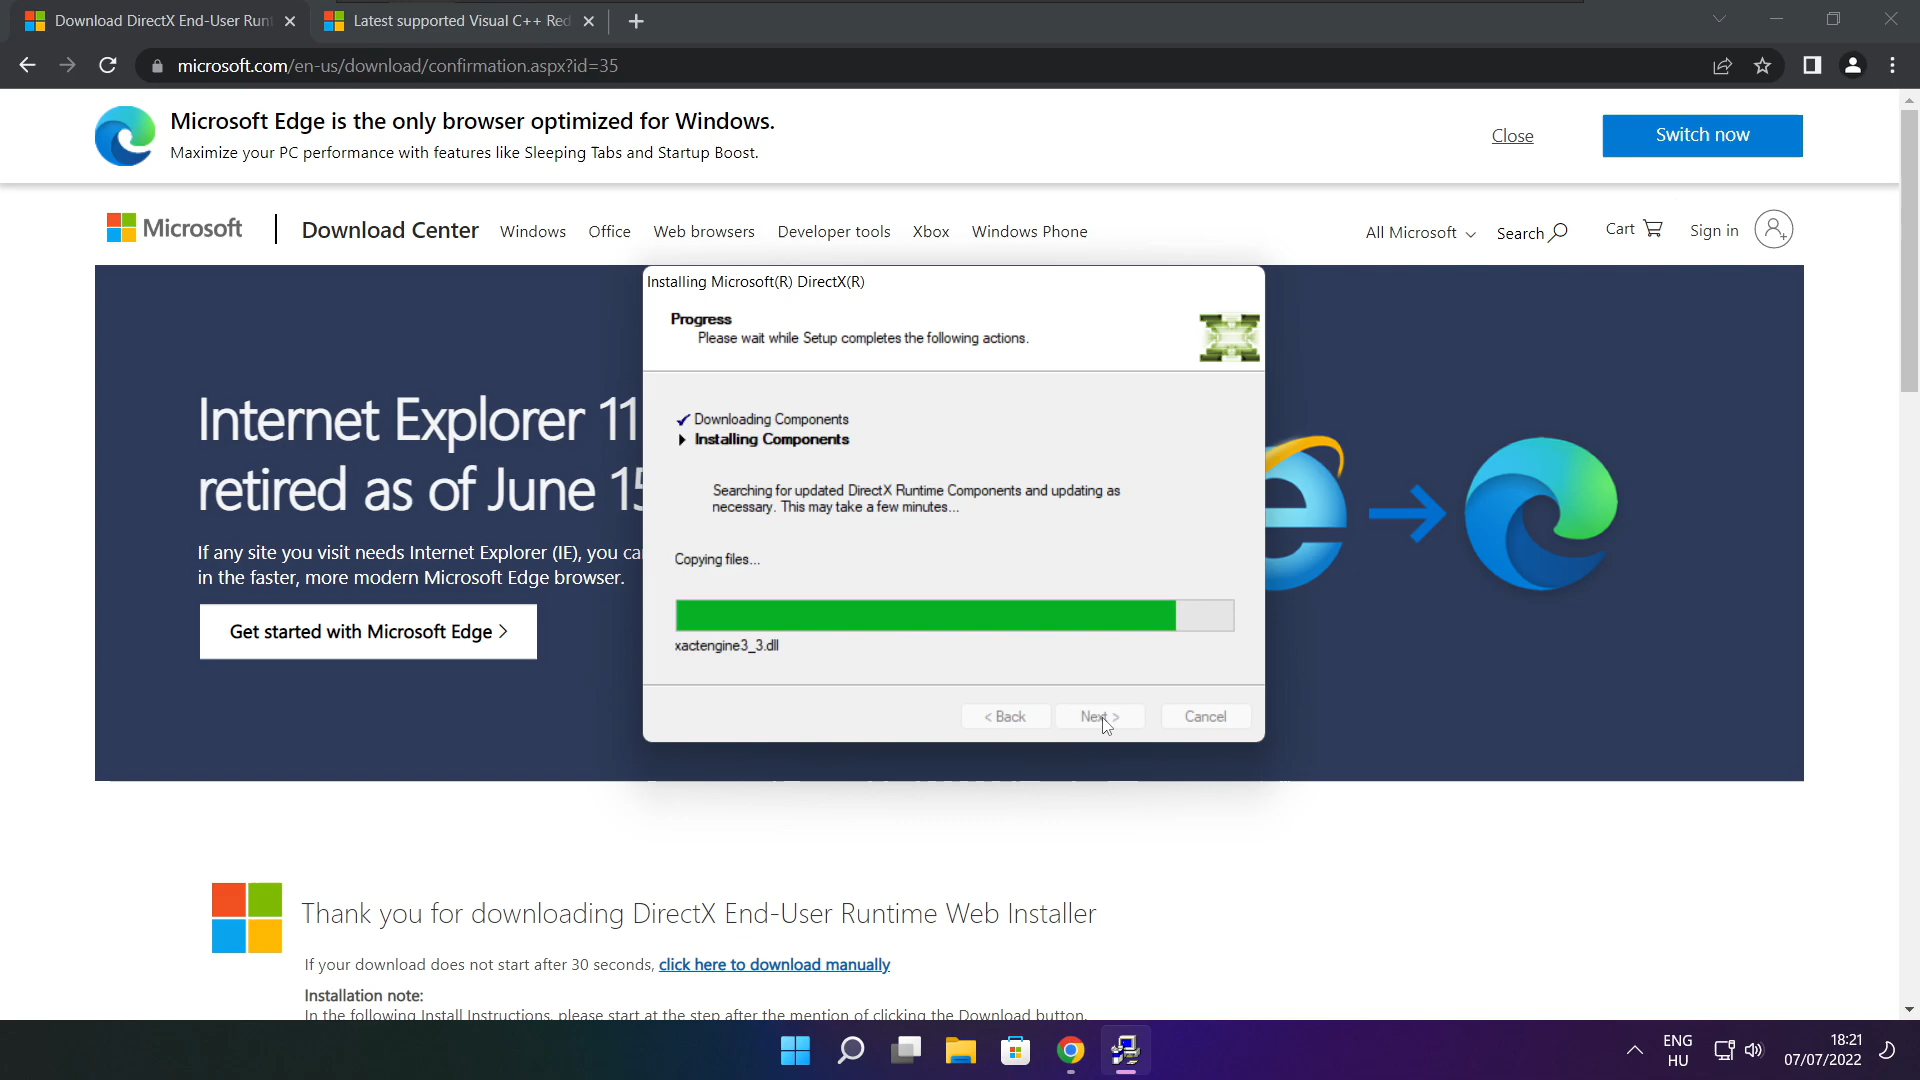 Download DirectX End-User Runt
Latest supported Visual C++ Red
microsoft.com/en-us/download/confirmation.aspx?id=35
Microsoft Edge is the only browser optimized for Windows.
Maximize your PC performance with features like Sleeping Tabs and Startup Boost.
Close
Switch now
Microsoft
Download Center
Windows
Office
Web browsers
Developer tools
Xbox
Windows Phone
All Microsoft
Search
Cart
Sign in
Installing Microsoft(R) DirectX(R)
Progress
Please wait while Setup completes the following actions.
Downloading Components
Installing Components
Searching for updated DirectX Runtime Components and updating as
necessary. This may take a few minutes...
Copying files...
xactengine3_3.dll
< Back
Next >
Cancel
Internet Explorer 11
retired as of June 15
If any site you visit needs Internet Explorer (IE), you ca
in the faster, more modern Microsoft Edge browser.
Get started with Microsoft Edge >
Thank you for downloading DirectX End-User Runtime Web Installer
If your download does not start after 30 seconds, click here to download manually
Installation note:
In the following Install Instructions, please start at the step after the mention of clicking the Download button.
ENG
HU
18:21
07/07/2022